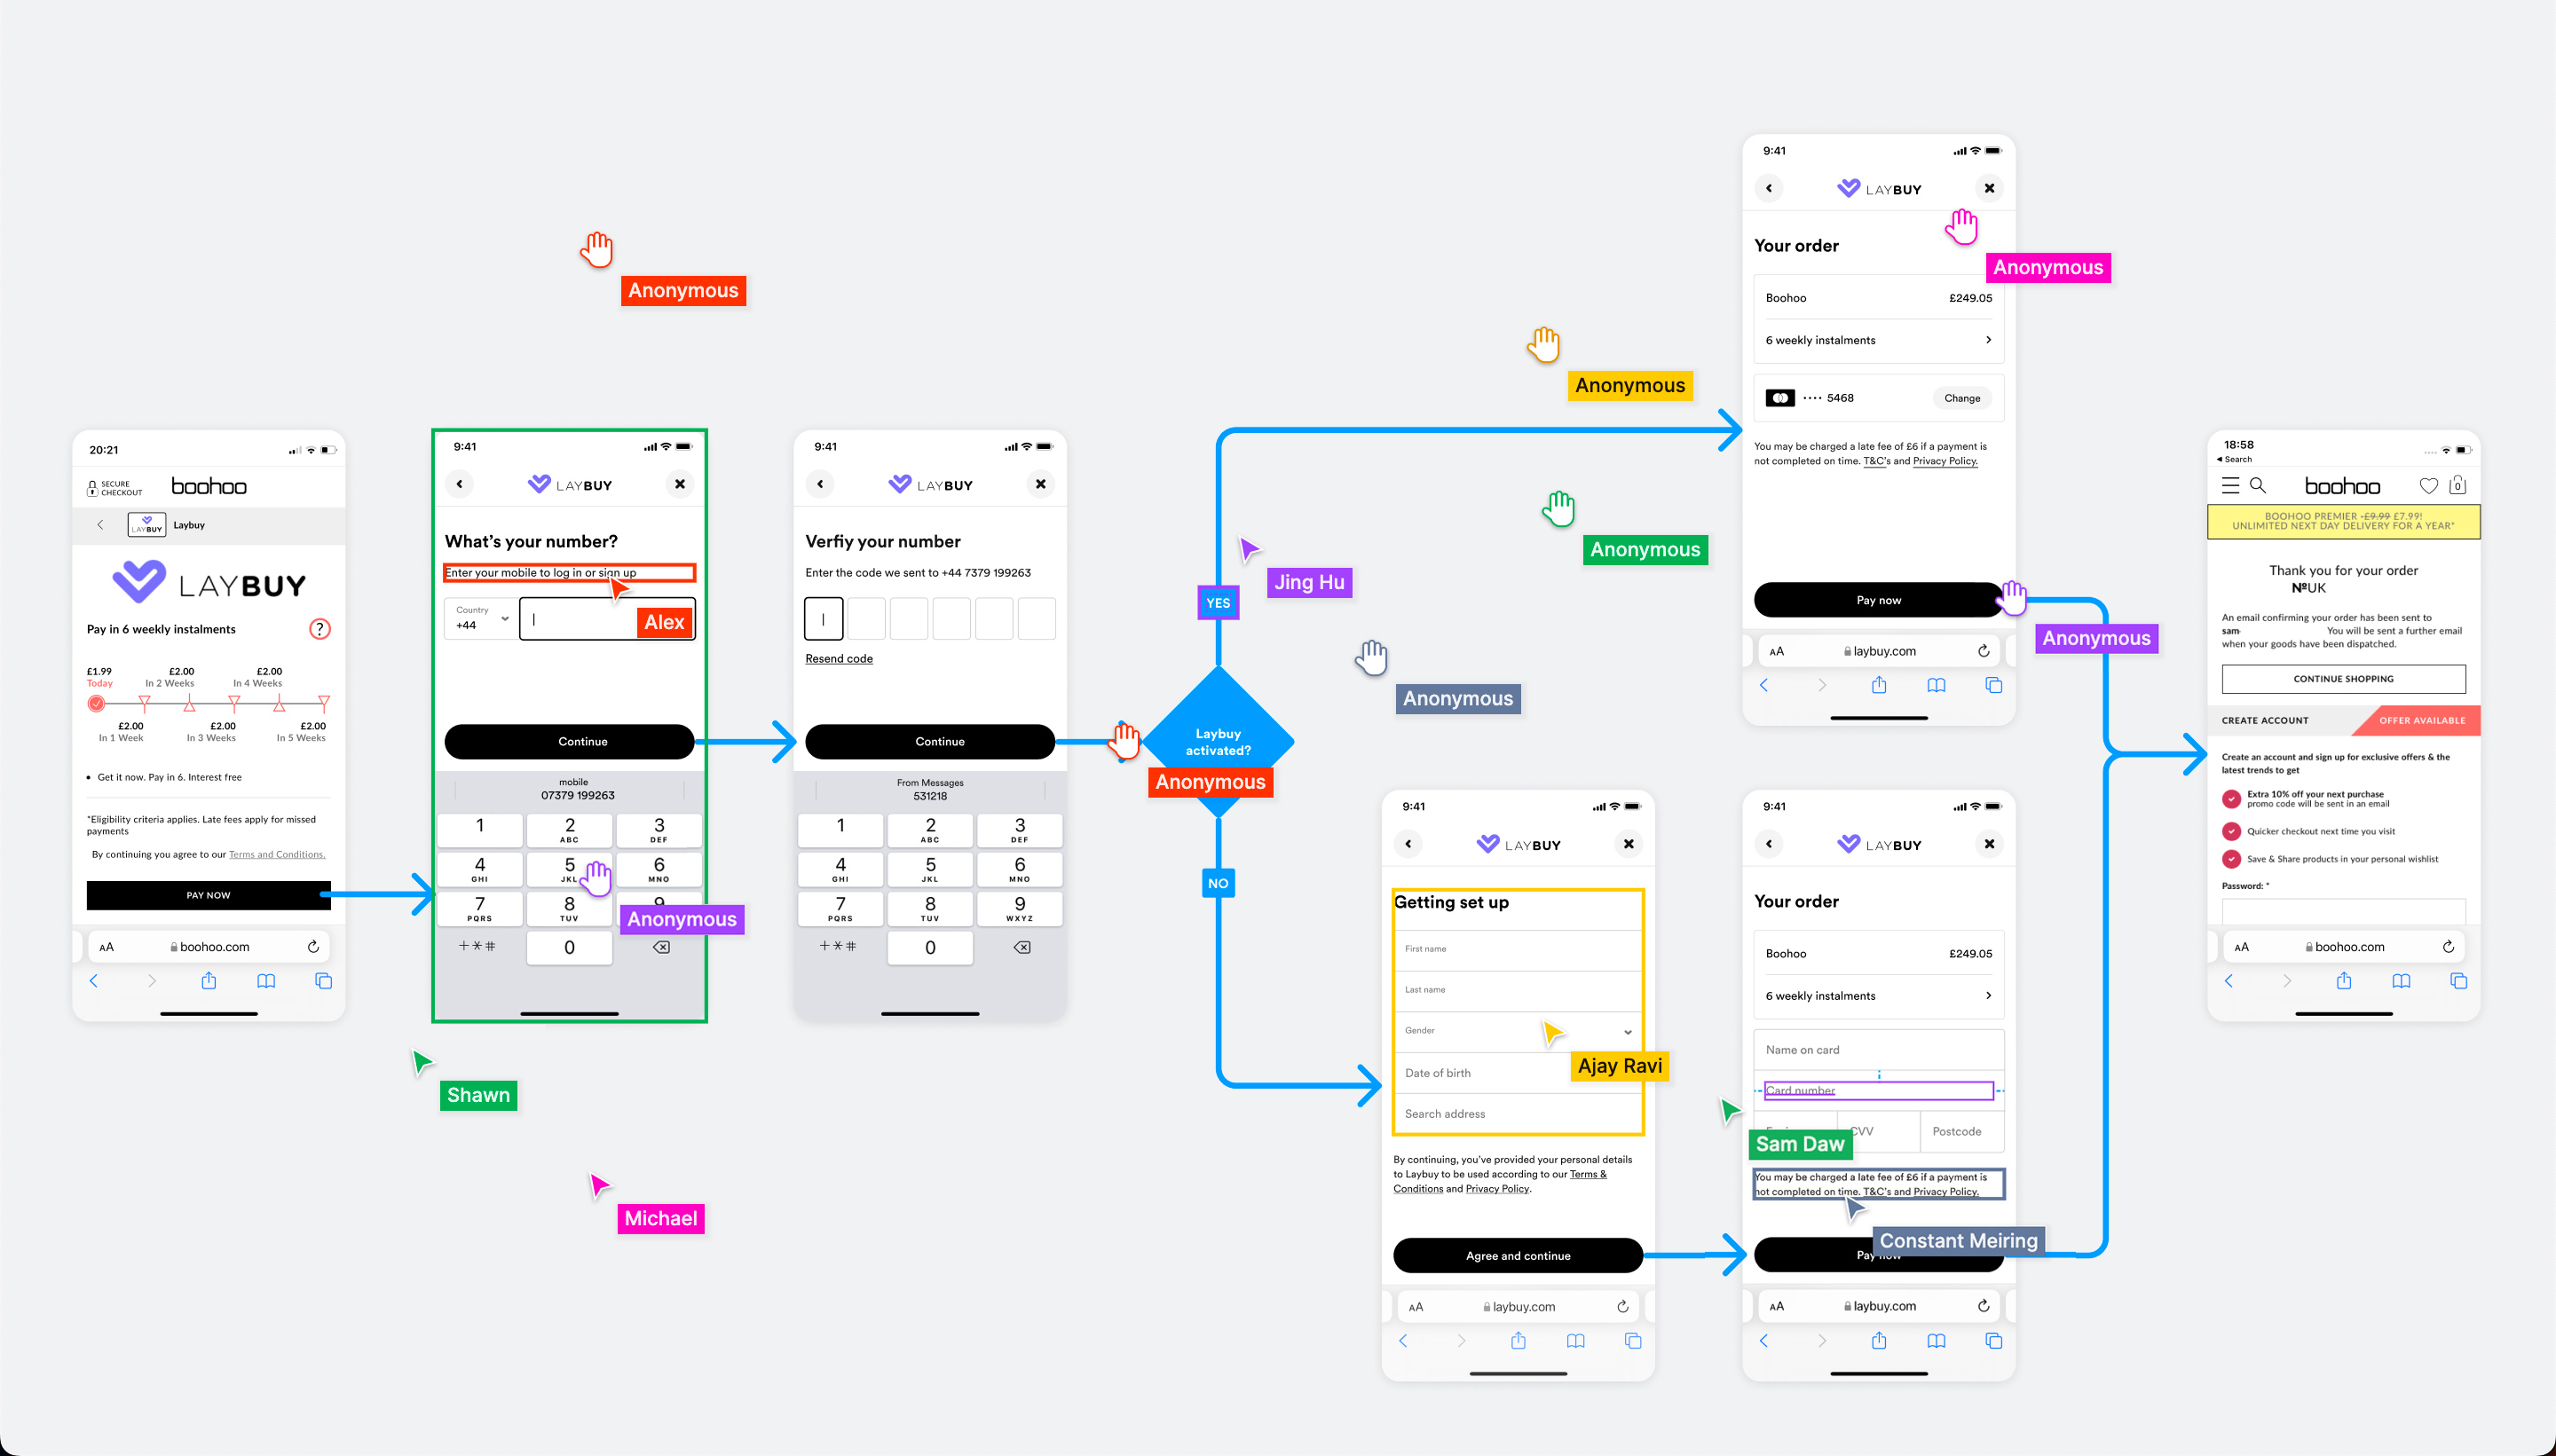 20:21
SECURE
CHECKOUT
boohoo
LAYBUY
Laybuy
LAYBUY
Pay in 6 weekly instalments
?
£1.99
£2.00
£2.00
Today
In 2 Weeks
In 4 Weeks
£2.00
£2.00
£2.00
In 1 Week
In 3 Weeks
In 5 Weeks
• Get it now. Pay in 6. Interest free
*Eligibility criteria applies. Late fees apply for missed
payments
By continuing you agree to our Terms and Conditions.
PAY NOW
AA
boohoo.com
Anonymous
9:41
LAYBUY
What's your number?
Enter your mobile to log in or sign up
Alex
Country
+44
Continue
mobile
07379 199263
1
2
ABC
3
DEF
4
GHI
5
JKL
6
MNO
7
PQRS
8
TUV
9
Anonymous
+*#
0
Shawn
Michael
9:41
LAYBUY
Verfiy your number
Enter the code we sent to +44 7379 199263
Resend code
Continue
From Messages
531218
1
2
ABC
3
DEF
4
GHI
5
JKL
6
MNO
7
PQRS
8
TUV
9
WXYZ
+*#
0
YES
Jing Hu
Laybuy
activated?
Anonymous
NO
Anonymous
Anonymous
Anonymous
9:41
LAYBUY
Anonymous
Your order
Boohoo
£249.05
6 weekly instalments
•••• 5468
Change
You may be charged a late fee of £6 if a payment is
not completed on time. T&C's and Privacy Policy.
Pay now
Anonymous
AA
laybuy.com
9:41
LAYBUY
Getting set up
First name
Last name
Gender
Ajay Ravi
Date of birth
Search address
By continuing, you've provided your personal details
to Laybuy to be used according to our Terms &
Conditions and Privacy Policy.
Agree and continue
AA
laybuy.com
9:41
LAYBUY
Your order
Boohoo
£249.05
6 weekly instalments
Name on card
Card number
CVV
Postcode
Sam Daw
You may be charged a late fee of £6 if a payment is
not completed on time. T&C's and Privacy Policy.
Constant Meiring
Pay now
AA
laybuy.com
18:58
Search
boohoo
0
BOOHOO PREMIER £9.99 £7.99!
UNLIMITED NEXT DAY DELIVERY FOR A YEAR*
Thank you for your order
NºUK
An email confirming your order has been sent to
sam
You will be sent a further email
when your goods have been dispatched.
CONTINUE SHOPPING
CREATE ACCOUNT
OFFER AVAILABLE
Create an account and sign up for exclusive offers & the
latest trends to get
Extra 10% off your next purchase
promo code will be sent in an email
Quicker checkout next time you visit
Save & Share products in your personal wishlist
Password: *
AA
boohoo.com